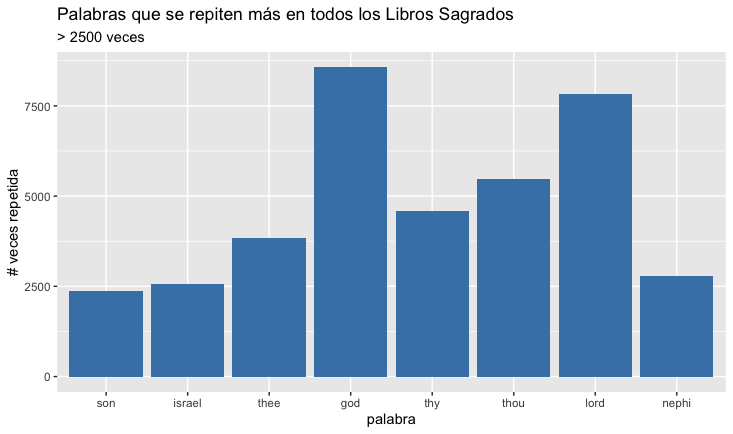 Palabras que se repiten más en todos los Libros Sagrados
> 2500 veces
# veces repetida
7500
5000
2500
0
son israel thee god thy thou lord nephi
palabra